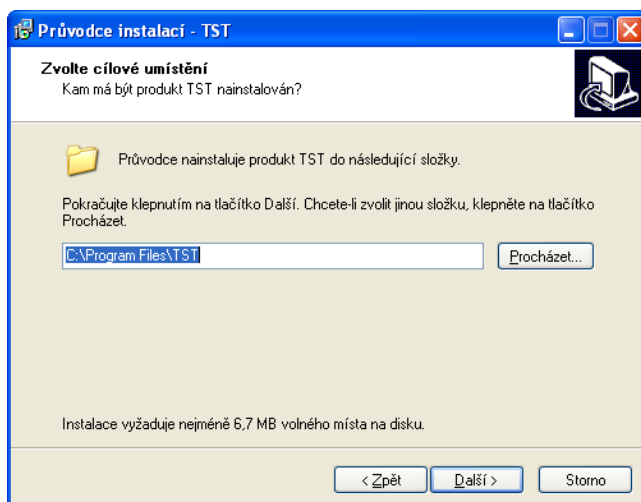 Průvodce instalací - TST
Zvolte cílové umístění
Kam má být produkt TST nainstalován?
Průvodce nainstaluje produkt TST do následující složky.
Pokračujte klepnutím na tlačítko Další. Chcete-li zvolit jinou složku, klepněte na tlačítko
Procházet.
C:\Program Files\TST
Procházet...
Instalace vyžaduje nejméně 6,7 MB volného místa na disku.
< Zpět
Další >
Storno